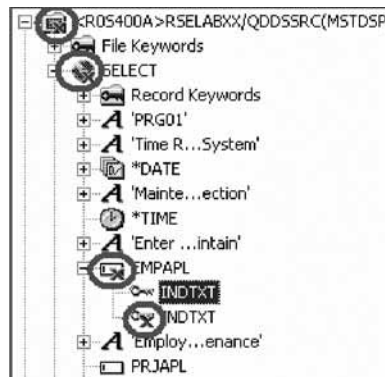 <R05400A>RSELABXX/QDDSSRC(MSTDSP
File Keywords
SELECT
Record Keywords
'PRG01'
'Time R...System'
*DATE
'Mainte...ection'
*TIME
'Enter ...intain'
EMPAPL
INDTXT
INDTXT
'Employ...enance'
PRJAPL